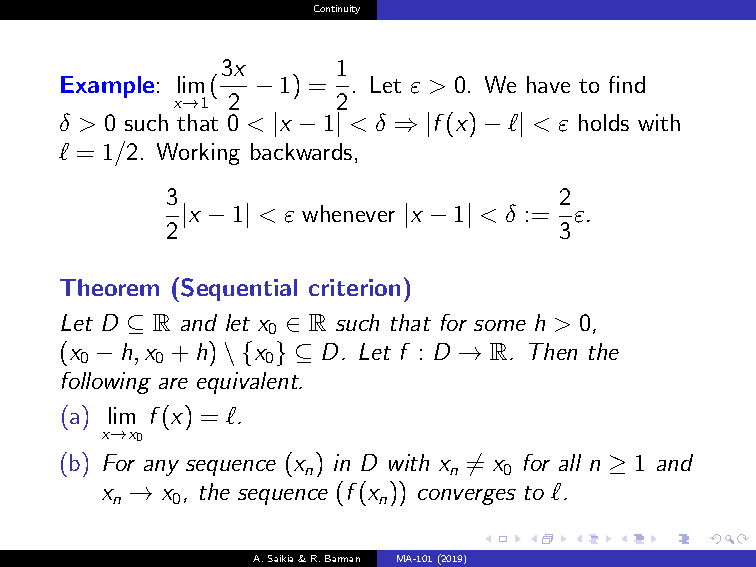 Continuity
Example: lim_{x→1} (3x/2 − 1) = 1/2. Let ε > 0. We have to find
δ > 0 such that 0 < |x − 1| < δ ⇒ |f(x) − ℓ| < ε holds with
ℓ = 1/2. Working backwards,
3/2 |x − 1| < ε whenever |x − 1| < δ := 2/3 ε.
Theorem (Sequential criterion)
Let D ⊆ ℝ and let x₀ ∈ ℝ such that for some h > 0,
(x₀ − h, x₀ + h) \ {x₀} ⊆ D. Let f : D → ℝ. Then the
following are equivalent.
(a) lim_{x→x₀} f(x) = ℓ.
(b) For any sequence (xₙ) in D with xₙ ≠ x₀ for all n ≥ 1 and
xₙ → x₀, the sequence (f(xₙ)) converges to ℓ.
A. Saikia & R. Barman MA-101 (2019)